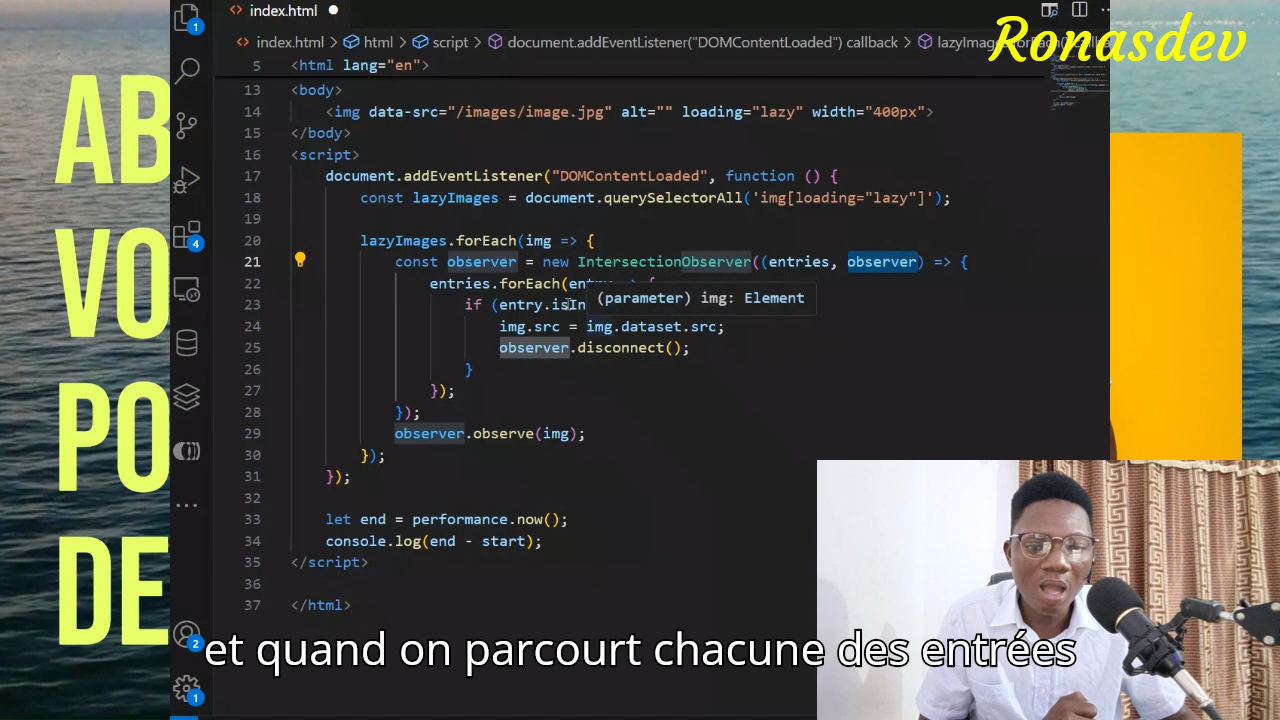 index.html
Ronasdev
index.html > html > script > document.addEventListener("DOMContentLoaded") callback >
5 <html lang="en">
13 <body>
14 <img data-src="/images/image.jpg" alt="" loading="lazy" width="400px">
15 </body>
16 <script>
17 document.addEventListener("DOMContentLoaded", function () {
18 const lazyImages = document.querySelectorAll('img[loading="lazy"]');
19
20 lazyImages.forEach(img => {
21 const observer = new IntersectionObserver((entries, observer) => {
22 entries.forEach(
(parameter) img: Element
23 if (entry.isIn
24 img.src = img.dataset.src;
25 observer.disconnect();
26 }
27 });
28 });
29 observer.observe(img);
30 });
31 });
32
33 let end = performance.now();
34 console.log(end - start);
35 </script>
36
37 </html>
1
4
2
1
AB
VO
PO
DE
et quand on parcourt chacune des entrées